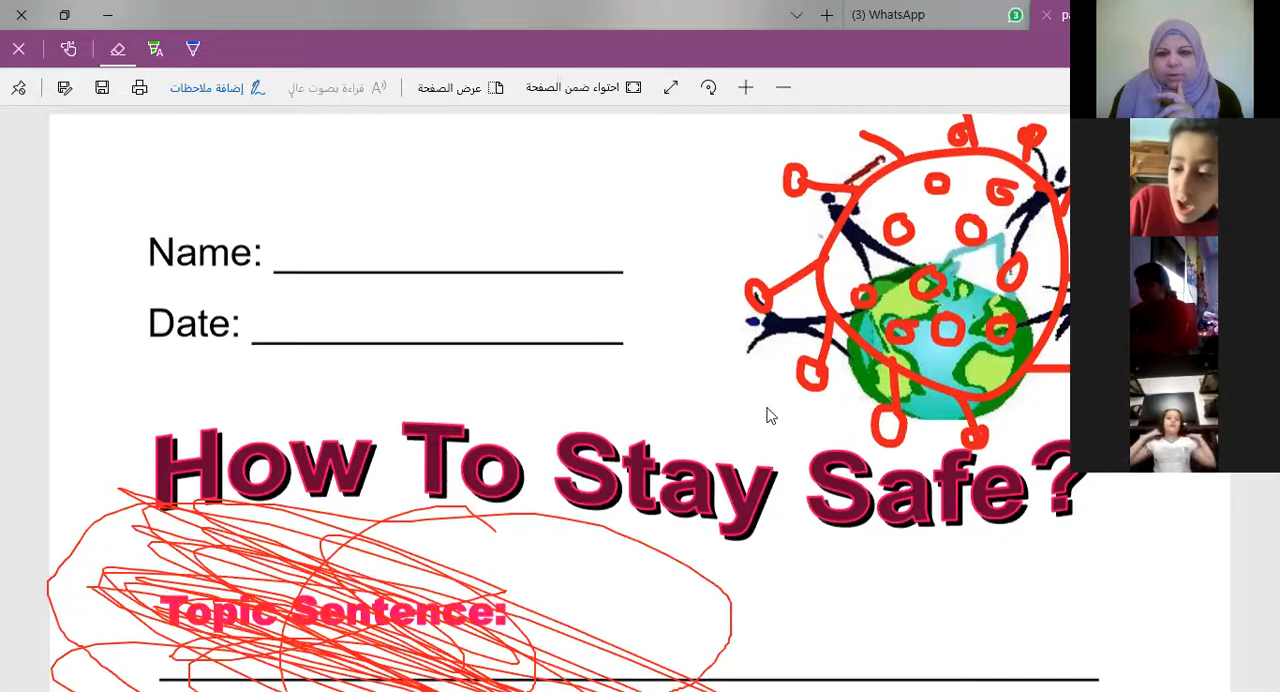 (3) WhatsApp
3
إضافة ملاحظات
قراءة بصوت عالٍ
عرض الصفحة
احتواء ضمن الصفحة
Name:
Date:
How To Stay Safe?
Topic Sentence: